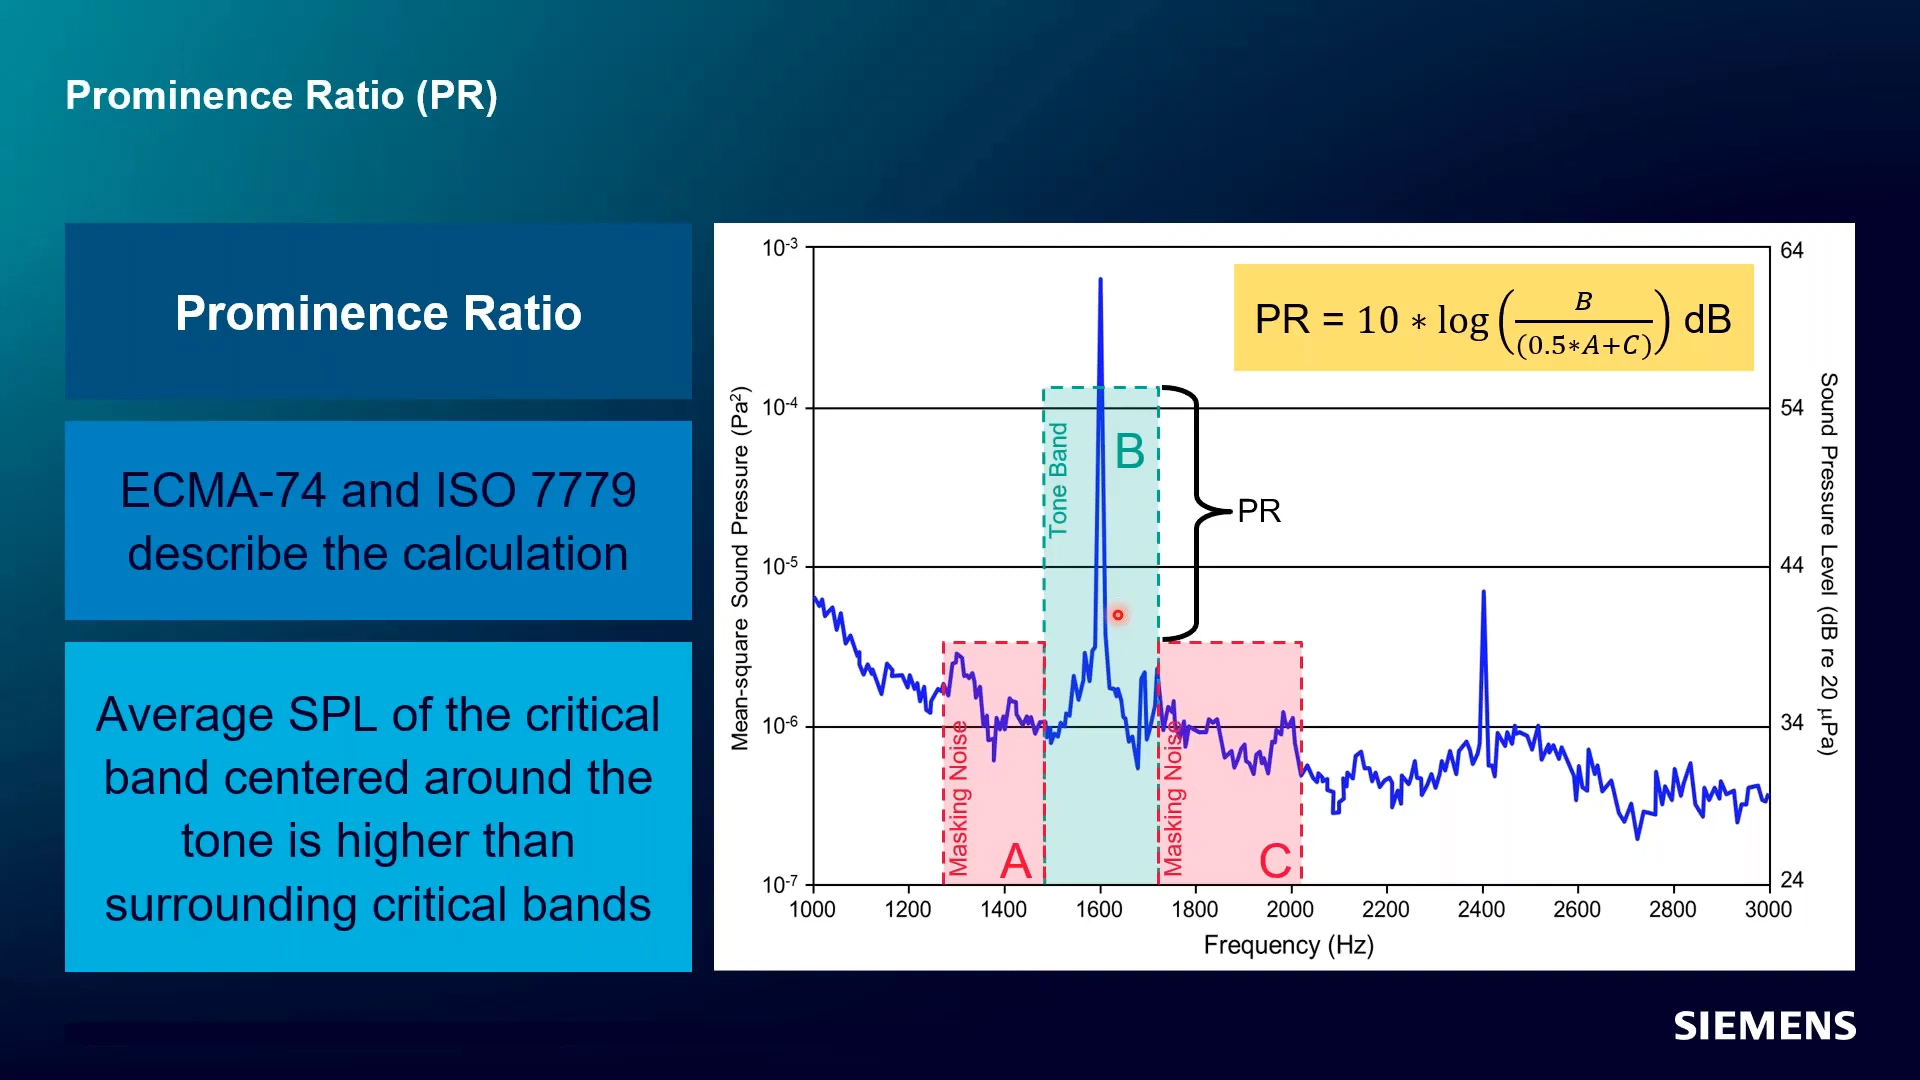 Prominence Ratio (PR)
Prominence Ratio
ECMA-74 and ISO 7779
describe the calculation
Average SPL of the critical
band centered around the
tone is higher than
surrounding critical bands
PR = 10 ∗ log (B / (0.5∗A+C)) dB
Mean-square Sound Pressure (Pa²)
10⁻³
10⁻⁴
10⁻⁵
10⁻⁶
10⁻⁷
Tone Band
B
PR
Masking Noise
A
Masking Noise
C
64
54
44
34
24
Sound Pressure Level (dB re 20 µPa)
1000 1200 1400 1600 1800 2000 2200 2400 2600 2800 3000
Frequency (Hz)
SIEMENS